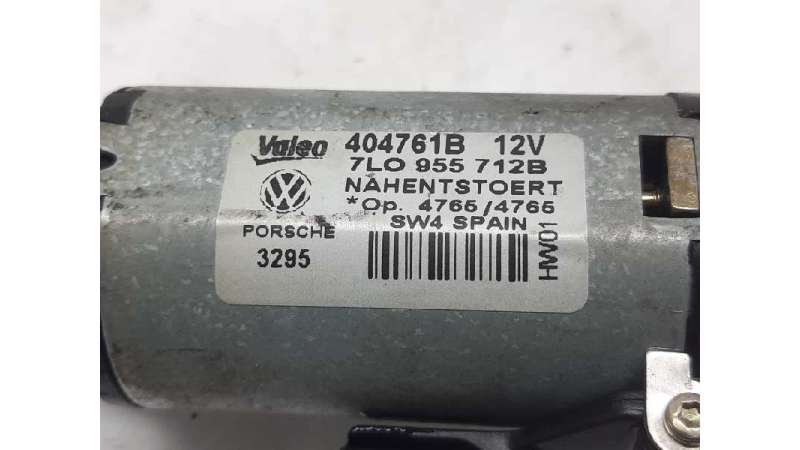 Valeo 404761B 12V
7L0 955 712B
NAHENTSTOERT
*Op. 4765/4765
PORSCHE SW4 SPAIN
3295
HW01